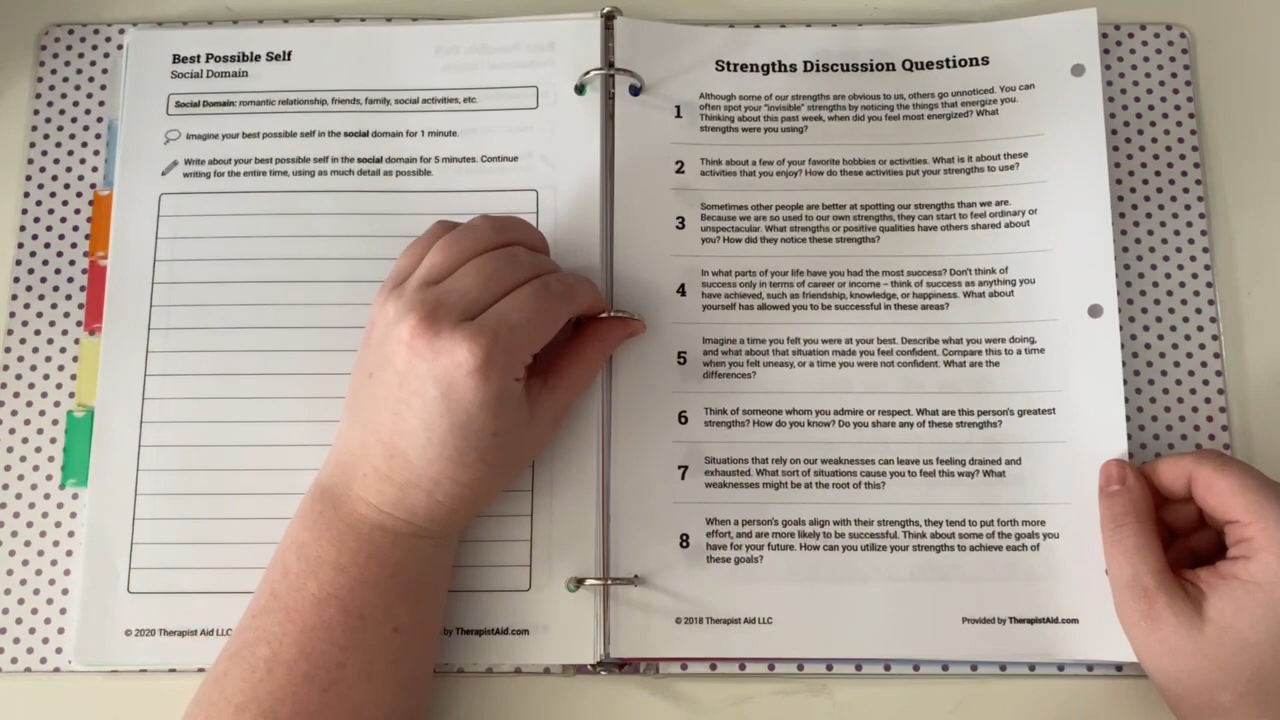 Best Possible Self
Social Domain
Social Domain: romantic relationship, friends, family, social activities, etc.
Imagine your best possible self in the social domain for 1 minute.
Write about your best possible self in the social domain for 5 minutes. Continue
writing for the entire time, using as much detail as possible.
© 2020 Therapist Aid LLC
by TherapistAid.com
Strengths Discussion Questions
1
Although some of our strengths are obvious to us, others go unnoticed. You can
often spot your "invisible" strengths by noticing the things that energize you.
Thinking about this past week, when did you feel most energized? What
strengths were you using?
2
Think about a few of your favorite hobbies or activities. What is it about these
activities that you enjoy? How do these activities put your strengths to use?
3
Sometimes other people are better at spotting our strengths than we are.
Because we are so used to our own strengths, they can start to feel ordinary or
unspectacular. What strengths or positive qualities have others shared about
you? How did they notice these strengths?
4
In what parts of your life have you had the most success? Don't think of
success only in terms of career or income – think of success as anything you
have achieved, such as friendship, knowledge, or happiness. What about
yourself has allowed you to be successful in these areas?
5
Imagine a time you felt you were at your best. Describe what you were doing,
and what about that situation made you feel confident. Compare this to a time
when you felt uneasy, or a time you were not confident. What are the
differences?
6
Think of someone whom you admire or respect. What are this person's greatest
strengths? How do you know? Do you share any of these strengths?
7
Situations that rely on our weaknesses can leave us feeling drained and
exhausted. What sort of situations cause you to feel this way? What
weaknesses might be at the root of this?
8
When a person's goals align with their strengths, they tend to put forth more
effort, and are more likely to be successful. Think about some of the goals you
have for your future. How can you utilize your strengths to achieve each of
these goals?
© 2018 Therapist Aid LLC
Provided by TherapistAid.com